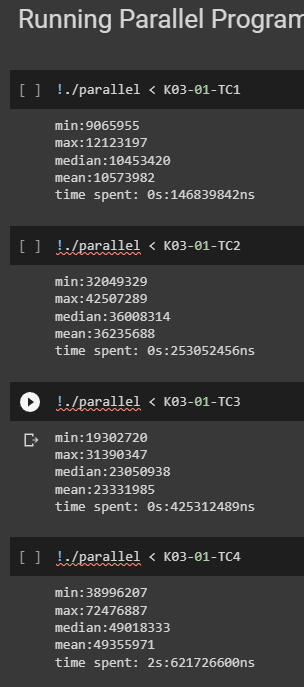 Running Parallel Program
[ ] !./parallel < K03-01-TC1
min:9065955
max:12123197
median:10453420
mean:10573982
time spent: 0s:146839842ns
[ ] !./parallel < K03-01-TC2
min:32049329
max:42507289
median:36008314
mean:36235688
time spent: 0s:253052456ns
!./parallel < K03-01-TC3
min:19302720
max:31390347
median:23050938
mean:23331985
time spent: 0s:425312489ns
[ ] !./parallel < K03-01-TC4
min:38996207
max:72476887
median:49018333
mean:49355971
time spent: 2s:621726600ns